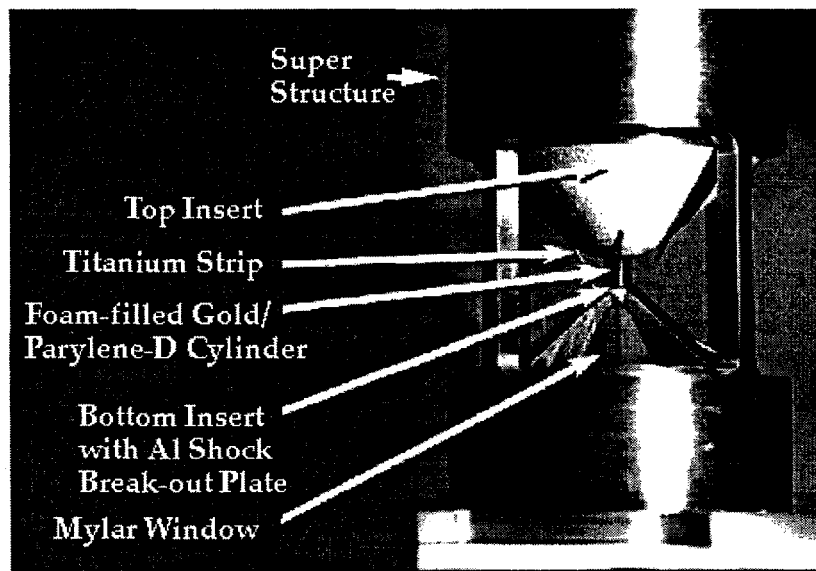 Super
Structure
Top Insert
Titanium Strip
Foam-filled Gold/
Parylene-D Cylinder
Bottom Insert
with Al Shock
Break-out Plate
Mylar Window